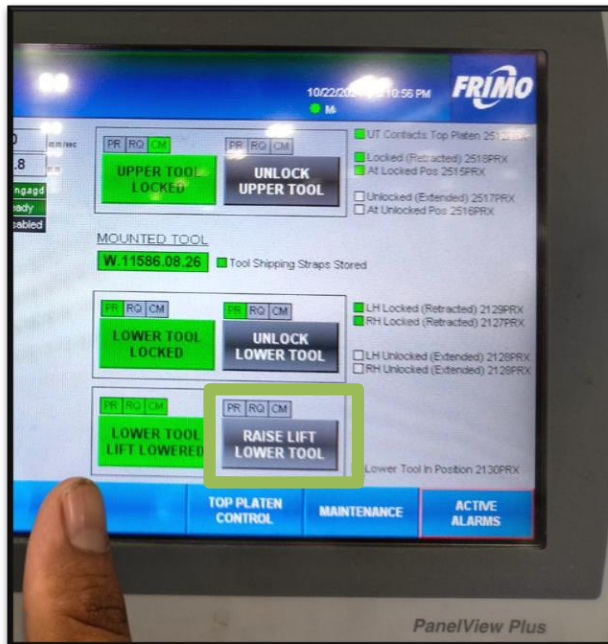 10/22/20 10:56 PM
FRIMO
mm/sec
.8
ngagd
eady
sabled
PR RQ CM
UPPER TOOL
LOCKED
PR RQ CM
UNLOCK
UPPER TOOL
UT Contacts Top Platen
Locked (Retracted) 2518PRX
At Locked Pos 2515PRX
Unlocked (Extended) 2517PRX
At Unlocked Pos 2516PRX
MOUNTED TOOL
W.11586.08.26
Tool Shipping Straps Stored
PR RQ CM
LOWER TOOL
LOCKED
PR RQ CM
UNLOCK
LOWER TOOL
LH Locked (Retracted) 2129PRX
RH Locked (Retracted) 2127PRX
LH Unlocked (Extended) 2128PRX
RH Unlocked (Extended) 2126PRX
PR RQ CM
LOWER TOOL
LIFT LOWERED
PR RQ CM
RAISE LIFT
LOWER TOOL
Lower Tool In Position 2130PRX
TOP PLATEN
CONTROL
MAINTENANCE
ACTIVE
ALARMS
PanelView Plus